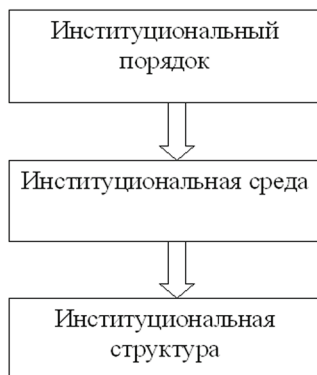 Институциональный
порядок
Институциональная среда
Институциональная
структура